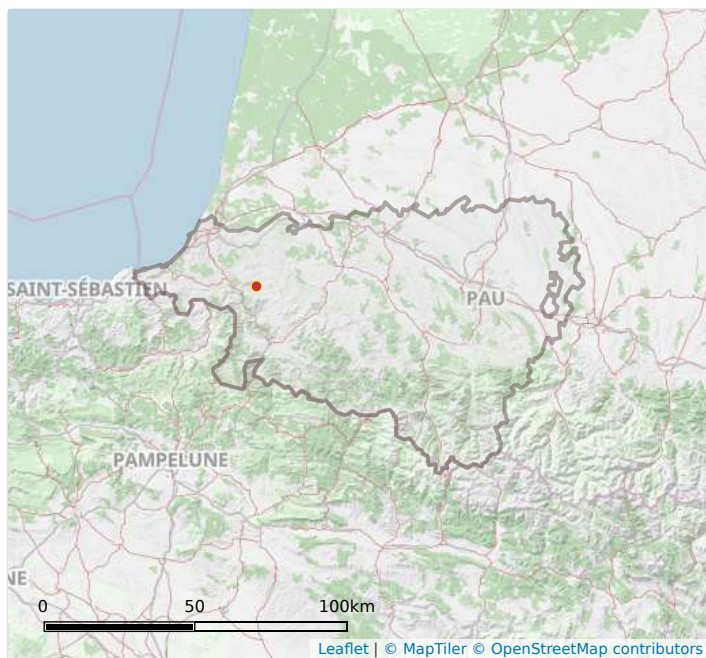 SAINT-SÉBASTIEN
PAU
PAMPELUNE
NE
0 50 100km
Leaflet | © MapTiler © OpenStreetMap contributors